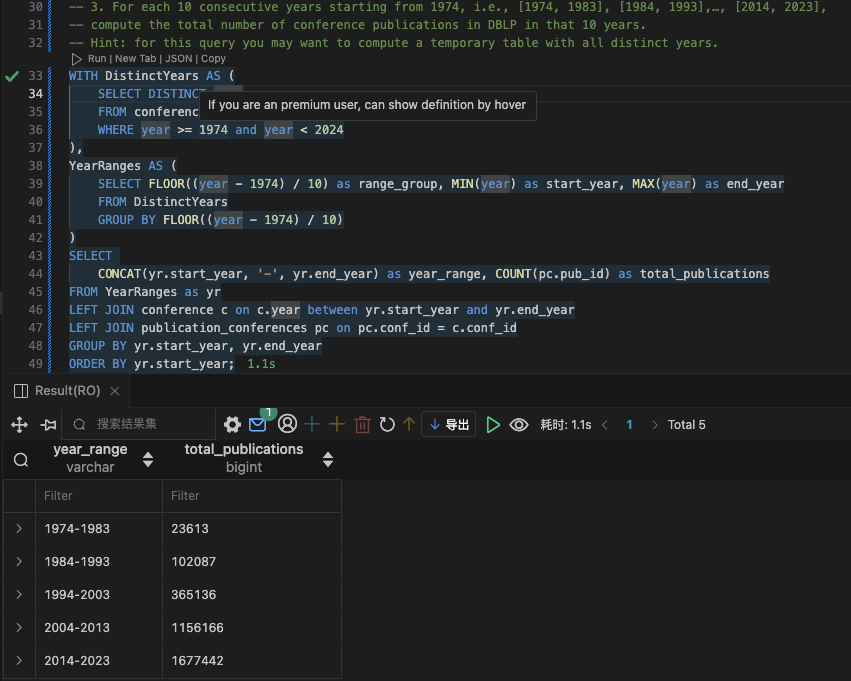 30 -- 3. For each 10 consecutive years starting from 1974, i.e., [1974, 1983], [1984, 1993],…, [2014, 2023],
31 -- compute the total number of conference publications in DBLP in that 10 years.
32 -- Hint: for this query you may want to compute a temporary table with all distinct years.
Run | New Tab | JSON | Copy
33 WITH DistinctYears AS (
34 SELECT DISTINCT
If you are an premium user, can show definition by hover
35 FROM conferenc
36 WHERE year >= 1974 and year < 2024
37 ),
38 YearRanges AS (
39 SELECT FLOOR((year - 1974) / 10) as range_group, MIN(year) as start_year, MAX(year) as end_year
40 FROM DistinctYears
41 GROUP BY FLOOR((year - 1974) / 10)
42 )
43 SELECT
44 CONCAT(yr.start_year, '-', yr.end_year) as year_range, COUNT(pc.pub_id) as total_publications
45 FROM YearRanges as yr
46 LEFT JOIN conference c on c.year between yr.start_year and yr.end_year
47 LEFT JOIN publication_conferences pc on pc.conf_id = c.conf_id
48 GROUP BY yr.start_year, yr.end_year
49 ORDER BY yr.start_year; 1.1s
Result(RO)
搜索结果集 1 导出 耗时: 1.1s 1 Total 5
year_range total_publications
varchar bigint
Filter Filter
1974-1983 23613
1984-1993 102087
1994-2003 365136
2004-2013 1156166
2014-2023 1677442